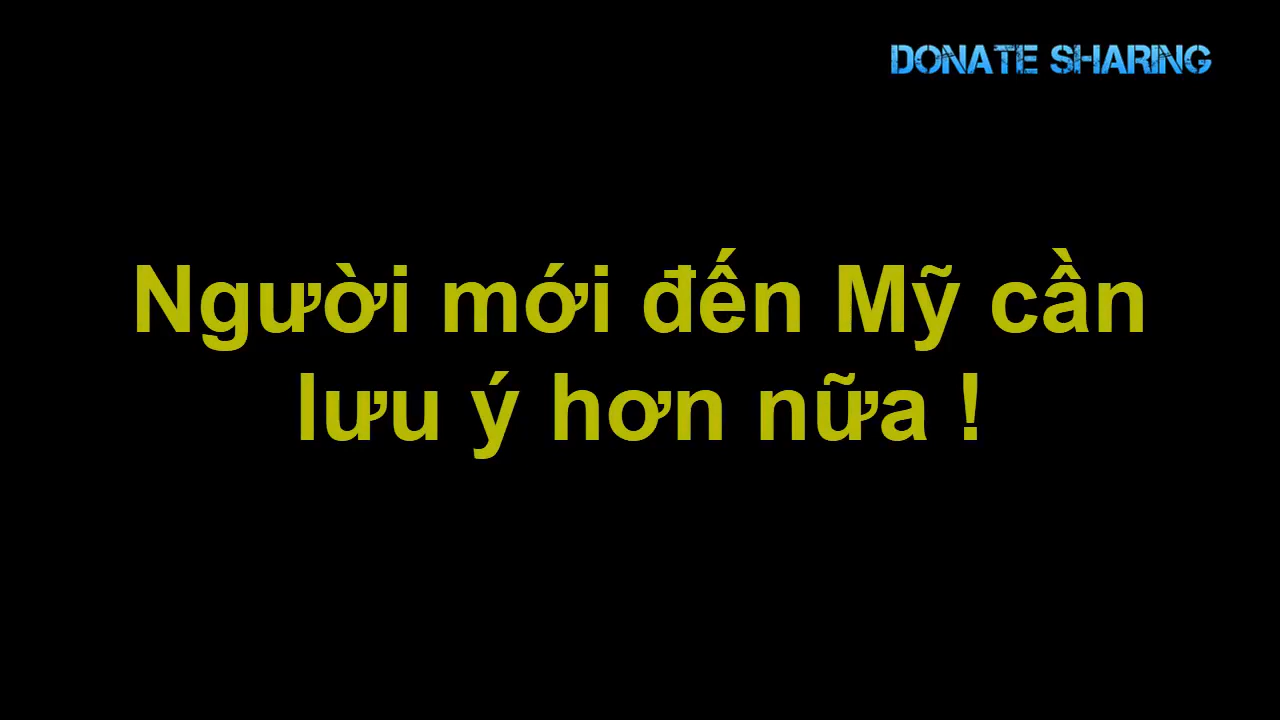 DONATE SHARING
Người mới đến Mỹ cần
lưu ý hơn nữa !